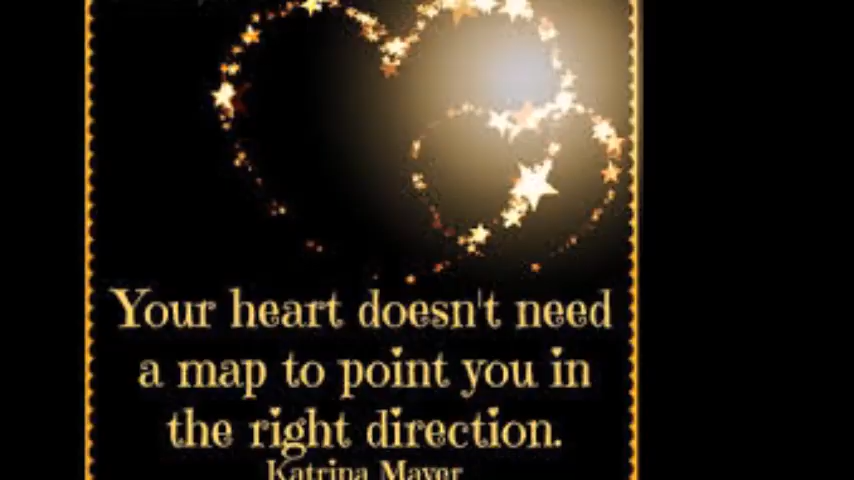 Your heart doesn't need
a map to point you in
the right direction.
Katrina Mayer